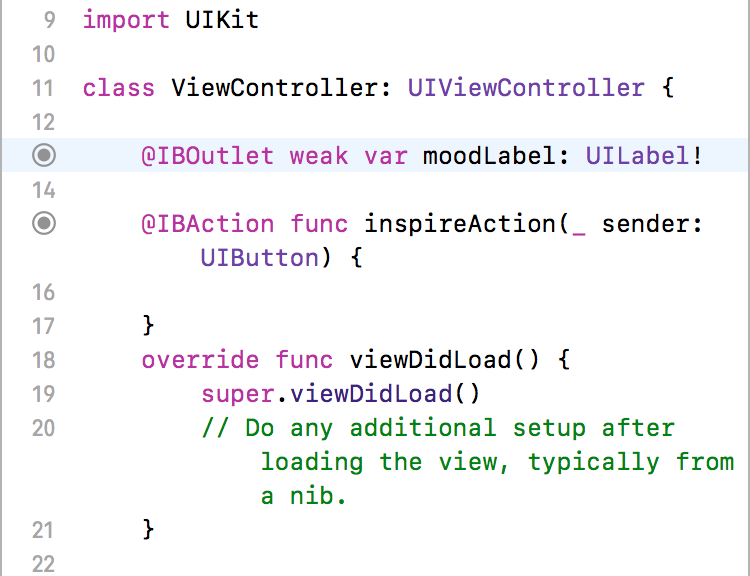 9 import UIKit
10
11 class ViewController: UIViewController {
12
@IBOutlet weak var moodLabel: UILabel!
14
@IBAction func inspireAction(_ sender:
UIButton) {
16
17 }
18 override func viewDidLoad() {
19 super.viewDidLoad()
20 // Do any additional setup after
loading the view, typically from
a nib.
21 }
22